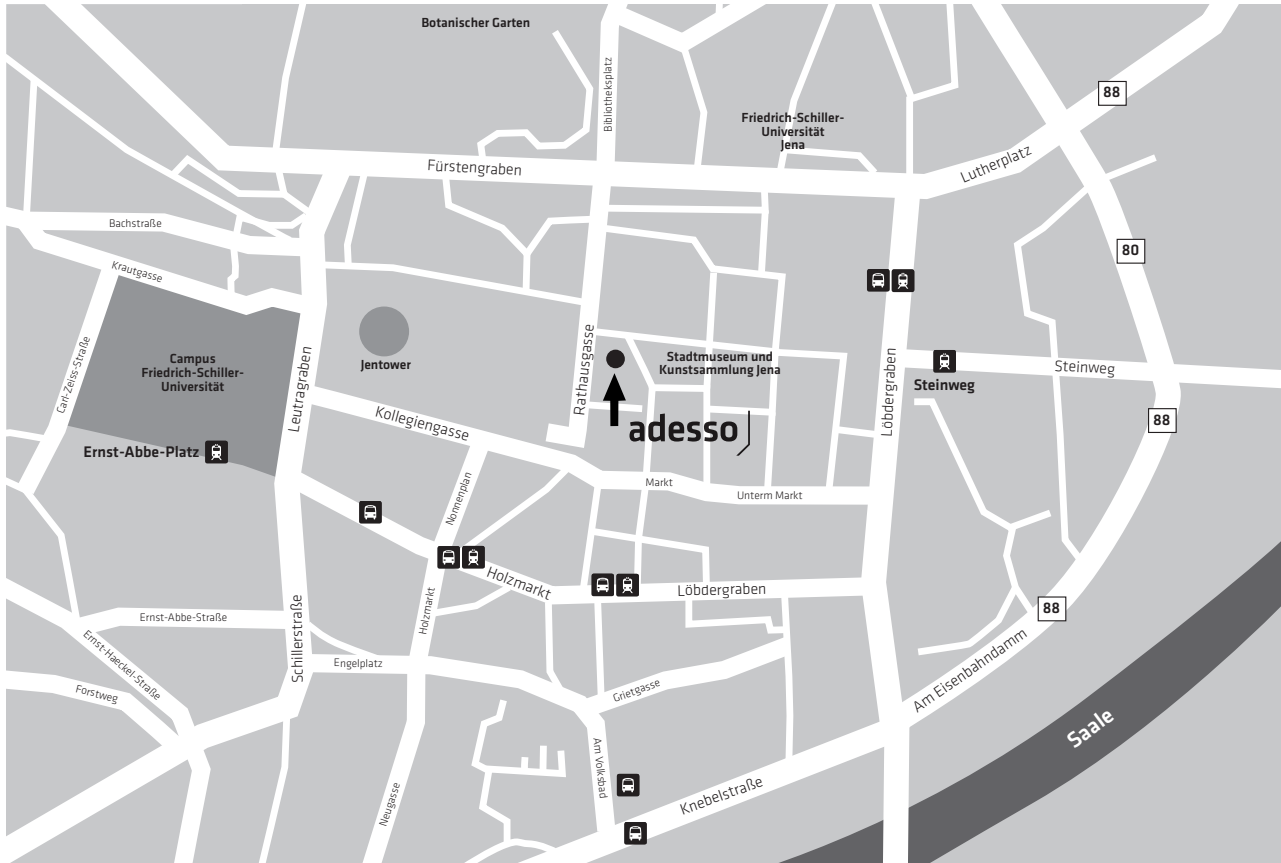 Botanischer Garten
Bibliotheksplatz
88
Friedrich-Schiller-
Universität
Jena
Fürstengraben
Lutherplatz
Bachstraße
80
Krautgasse
Carl-Zeiss-Straße
Campus
Friedrich-Schiller-
Universität
Leutragraben
Jentower
Rathausgasse
Stadtmuseum und
Kunstsammlung Jena
Löbdergraben
Steinweg
Steinweg
Kollegiengasse
adesso
88
Ernst-Abbe-Platz
Markt
Unterm Markt
Nonnenplan
Holzmarkt
Löbdergraben
Holzmarkt
88
Ernst-Abbe-Straße
Schillerstraße
Ernst-Haeckel-Straße
Engelplatz
Am Eisenbahndamm
Forstweg
Grietgasse
Saale
Am Volksbad
Knebelstraße
Neugasse